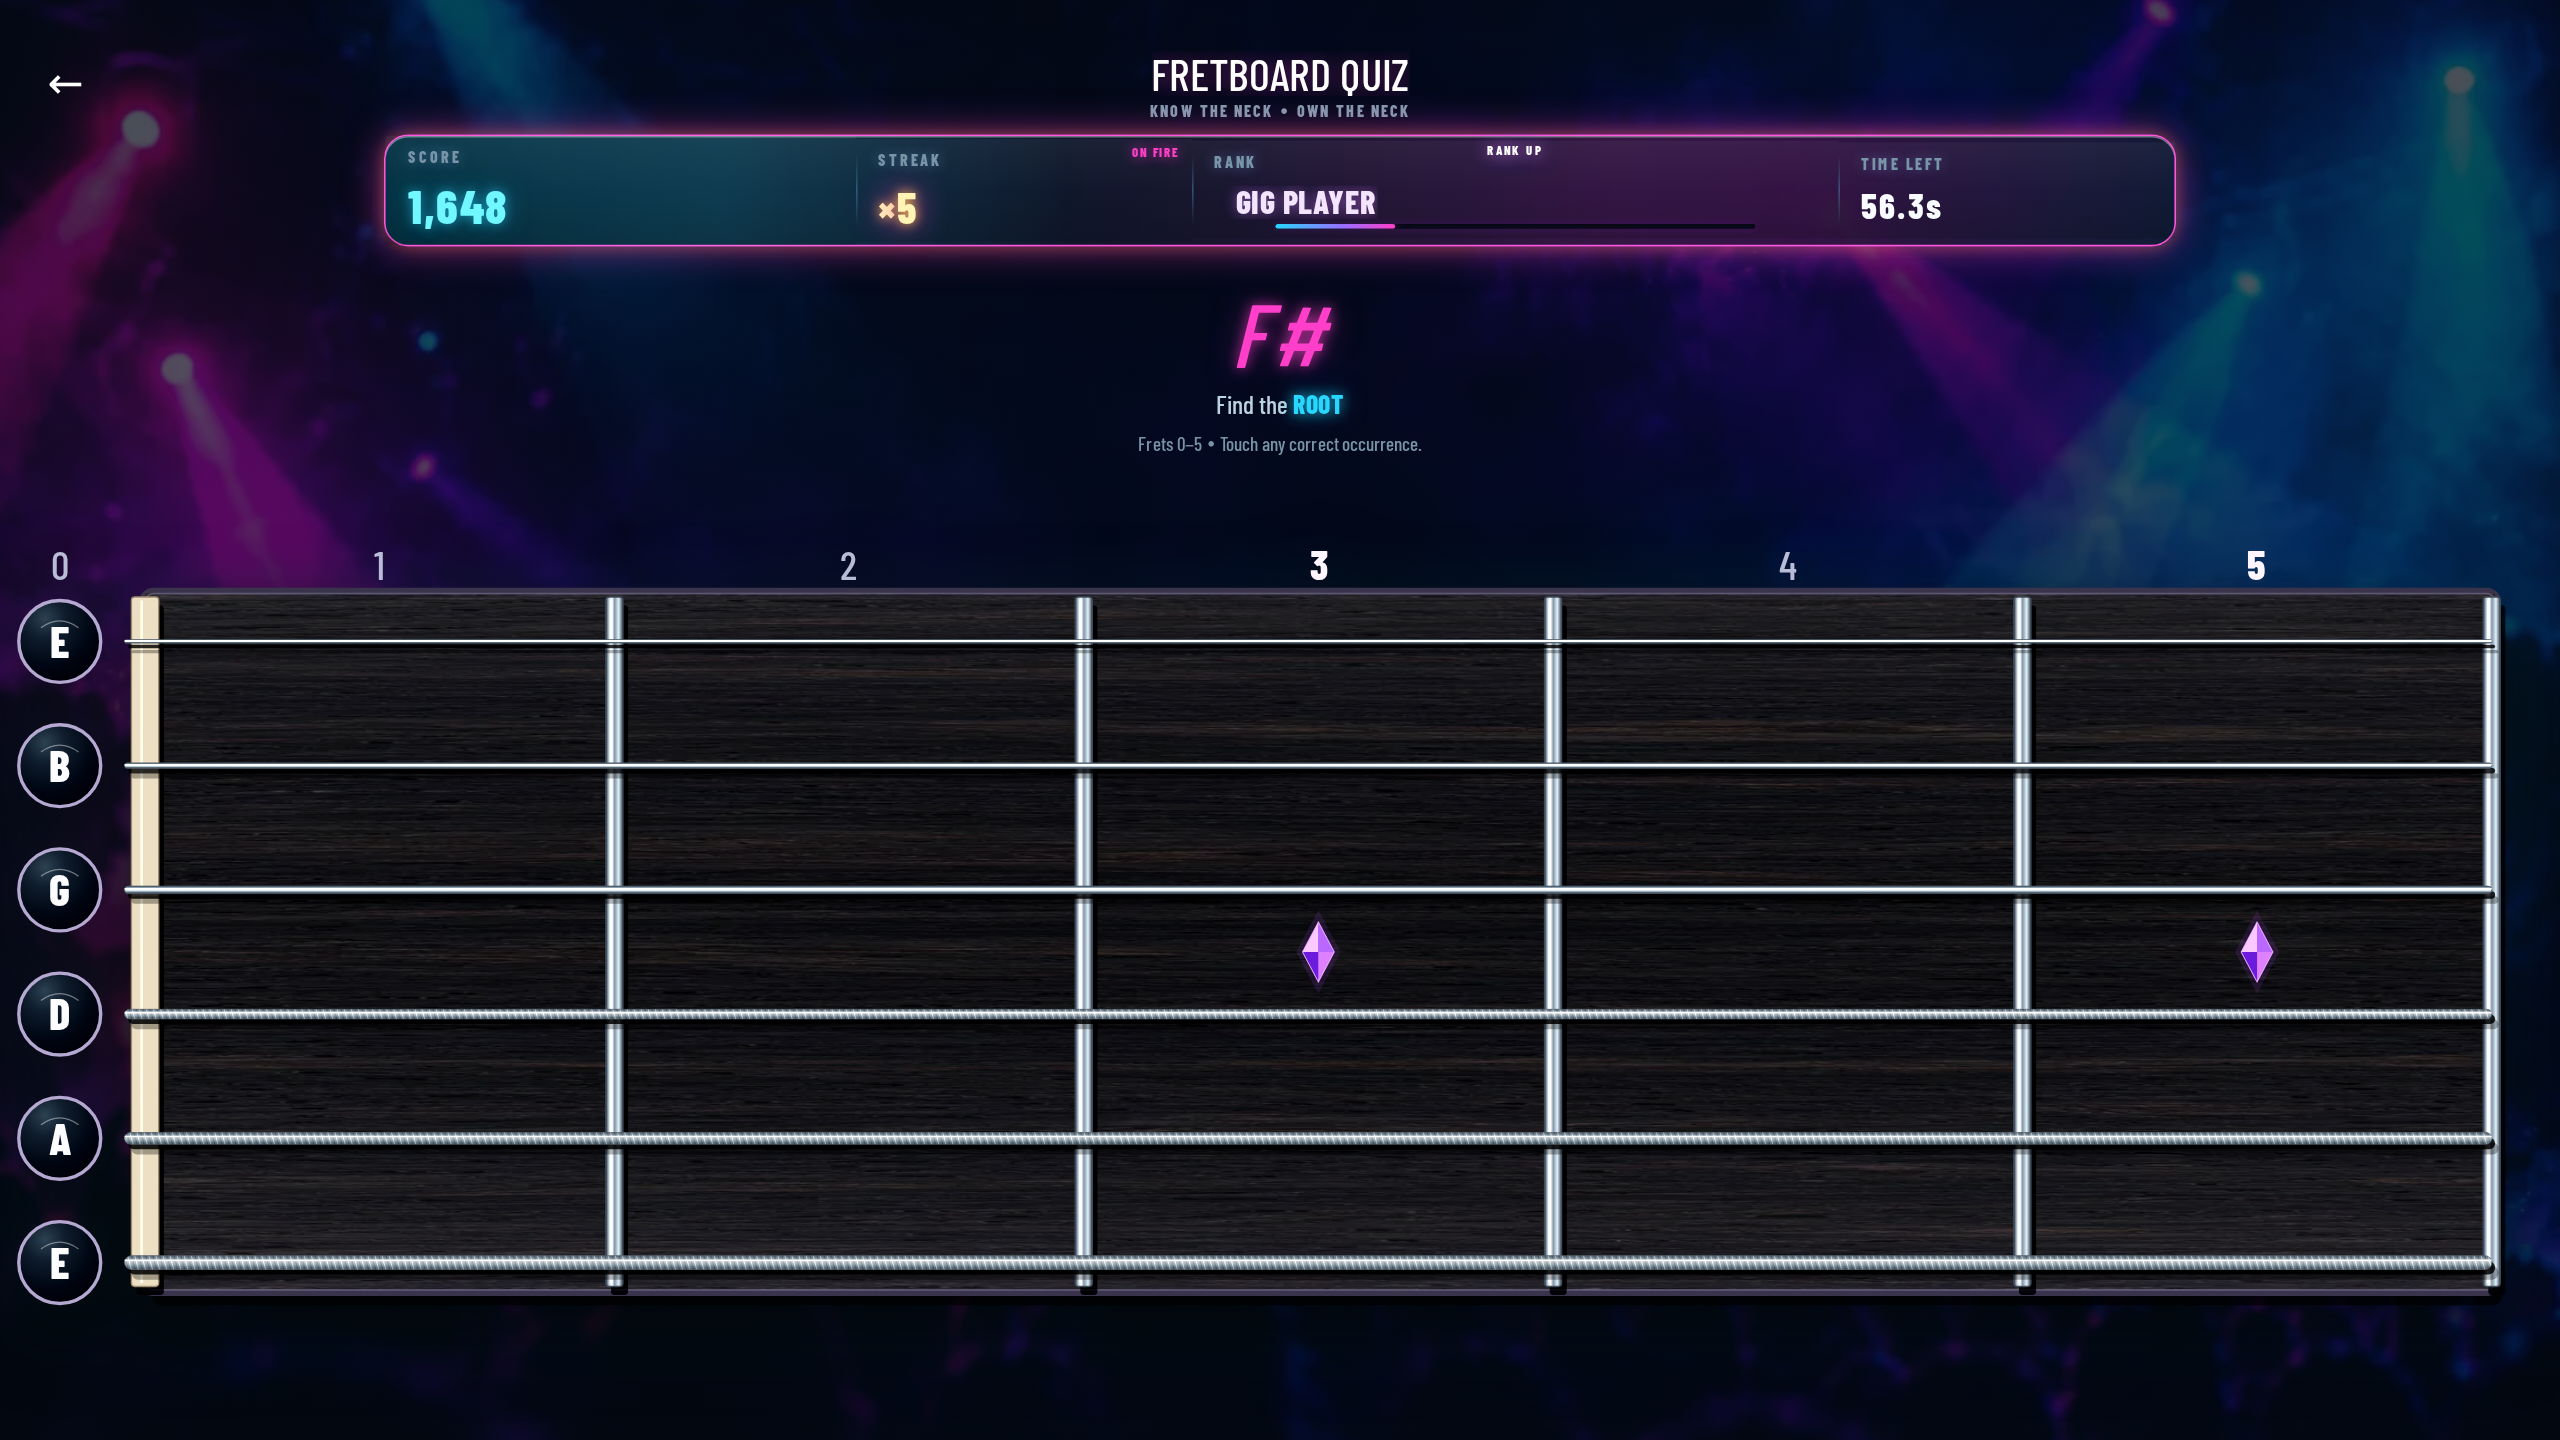 ←
FRETBOARD QUIZ
KNOW THE NECK • OWN THE NECK
SCORE
1,648
STREAK
×5
ON FIRE
RANK
GIG PLAYER
RANK UP
TIME LEFT
56.3s
F#
Find the ROOT
Frets 0–5 • Touch any correct occurrence.
0 1 2 3 4 5
E
B
G
D
A
E